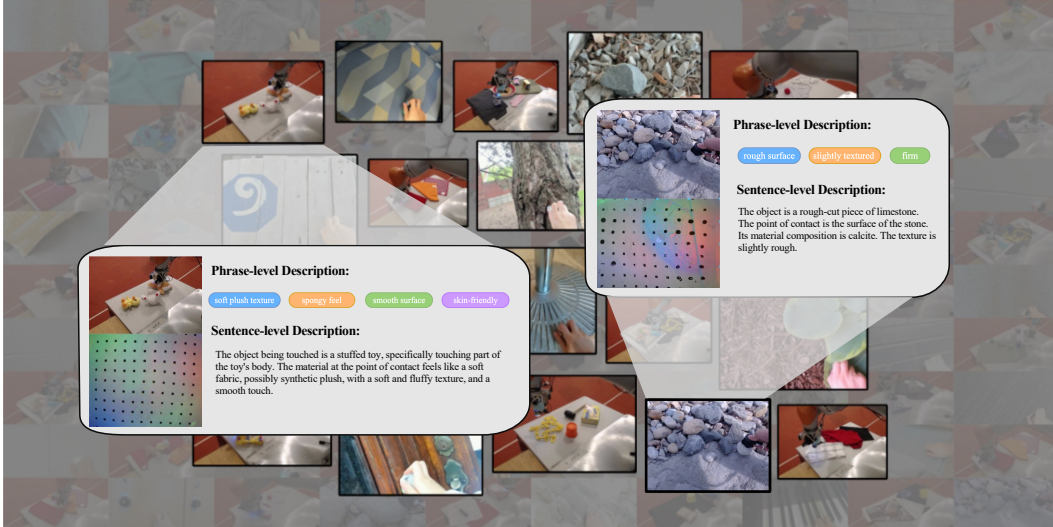 Phrase-level Description:
rough surface
slightly textured
firm
Sentence-level Description:
The object is a rough-cut piece of limestone.
The point of contact is the surface of the stone.
Its material composition is calcite. The texture is
slightly rough.
Phrase-level Description:
soft plush texture
spongy feel
smooth surface
skin-friendly
Sentence-level Description:
The object being touched is a stuffed toy, specifically touching part of
the toy's body. The material at the point of contact feels like a soft
fabric, possibly synthetic plush, with a soft and fluffy texture, and a
smooth touch.